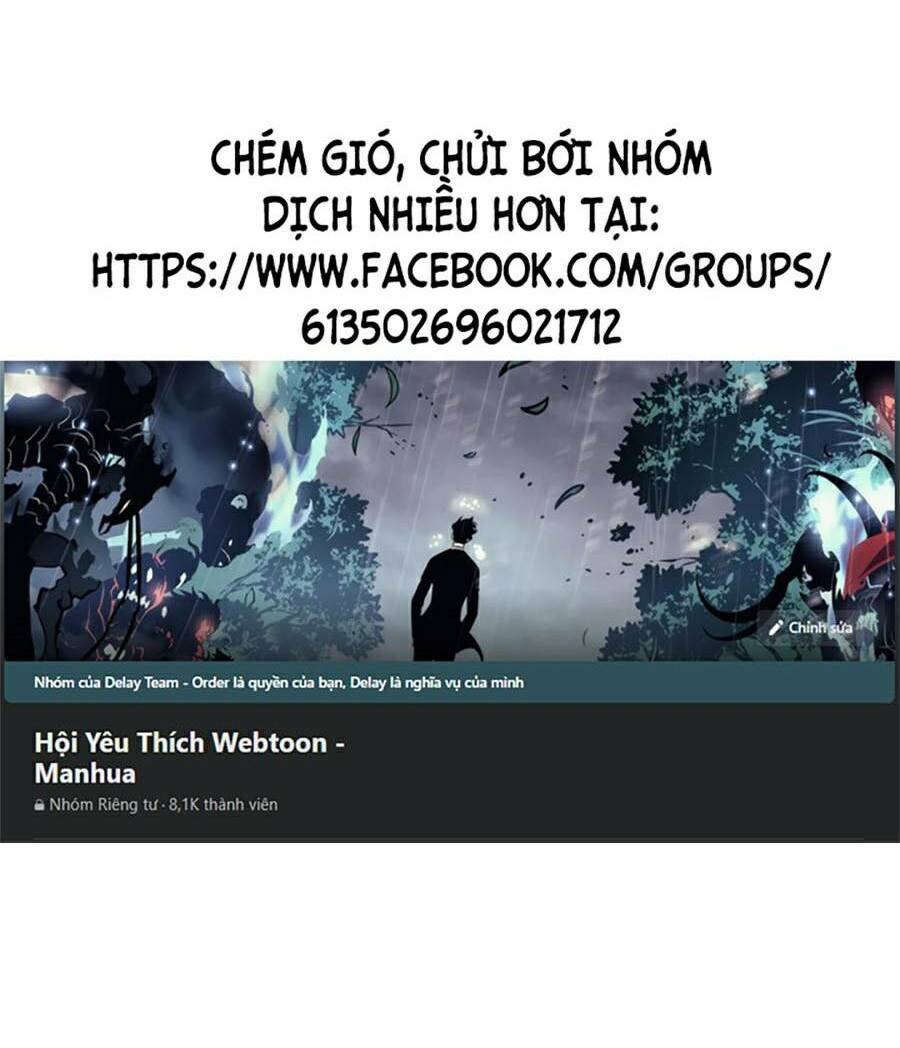 CHÉM GIÓ, CHỬI BỚI NHÓM
DỊCH NHIỀU HƠN TẠI:
HTTPS://WWW.FACEBOOK.COM/GROUPS/
613502696021712
Chỉnh sửa
Nhóm của Delay Team - Order là quyền của bạn, Delay là nghĩa vụ của mình
Hội Yêu Thích Webtoon -
Manhua
Nhóm Riêng tư · 8,1K thành viên